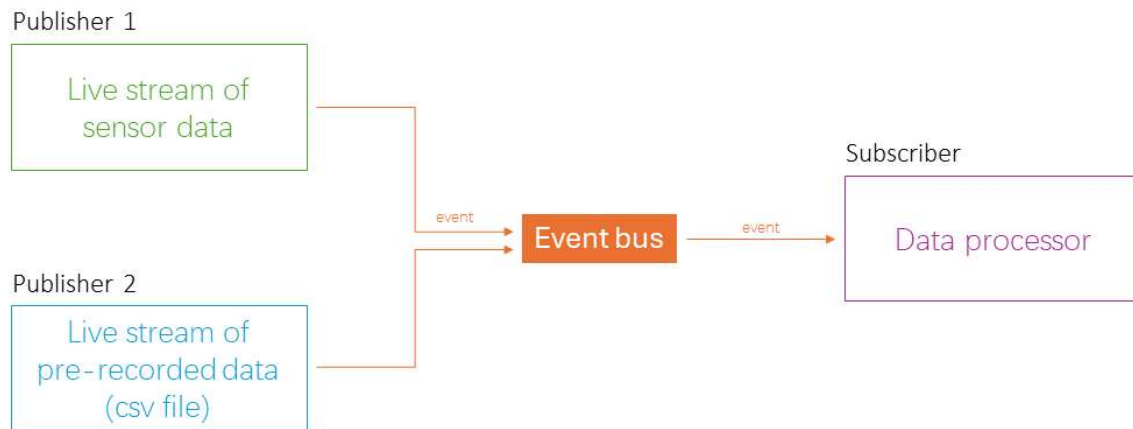 Publisher 1
Live stream of
sensor data
Subscriber
event
Event bus
event
Data processor
Publisher 2
Live stream of
pre-recorded data
(csv file)